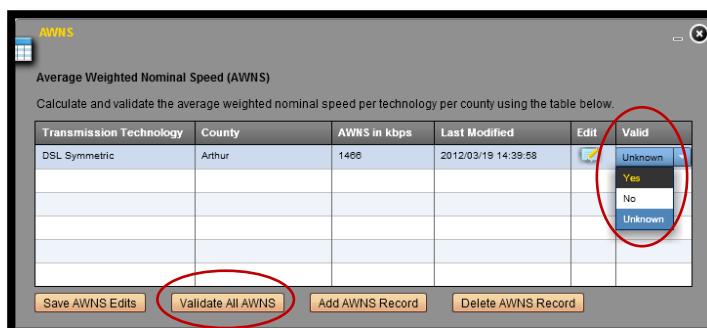 AWNS
Average Weighted Nominal Speed (AWNS)
Calculate and validate the average weighted nominal speed per technology per county using the table below.
Transmission Technology County AWNS in kbps Last Modified Edit Valid
DSL Symmetric Arthur 1466 2012/03/19 14:39:58 Unknown
Yes
No
Unknown
Save AWNS Edits Validate All AWNS Add AWNS Record Delete AWNS Record